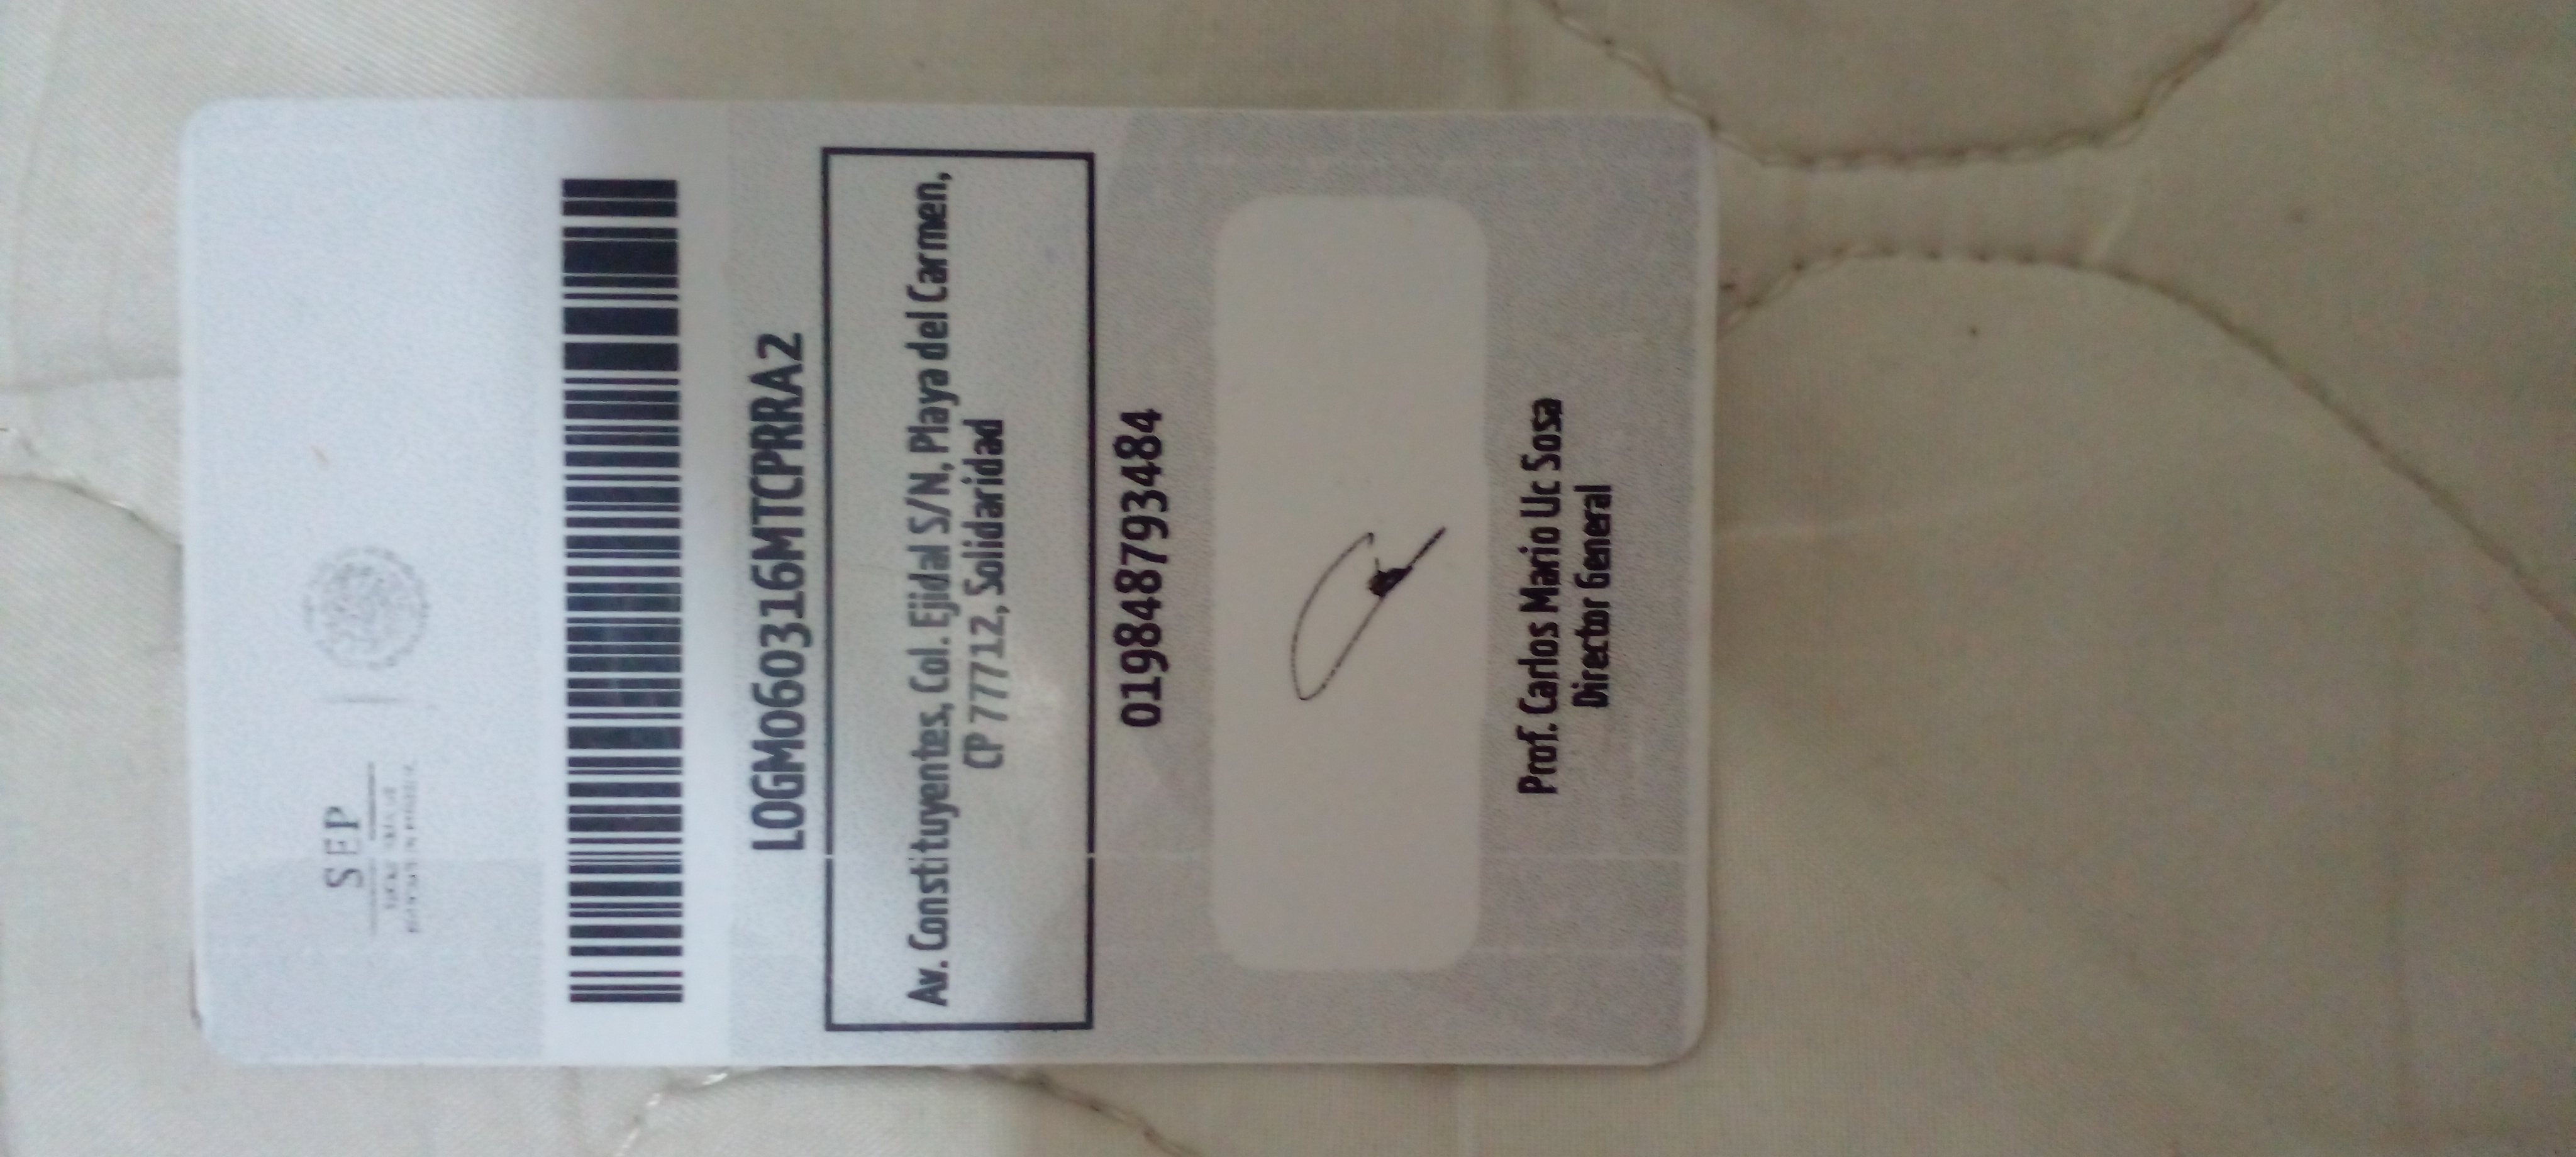 SEP
LOGM060316MTCPRRA2
Av. Constituyentes, Col. Ejidal S/N, Playa del Carmen,
CP 77712, Solidaridad
019848793484
Prof. Carlos Mario Uc Sosa
Director General